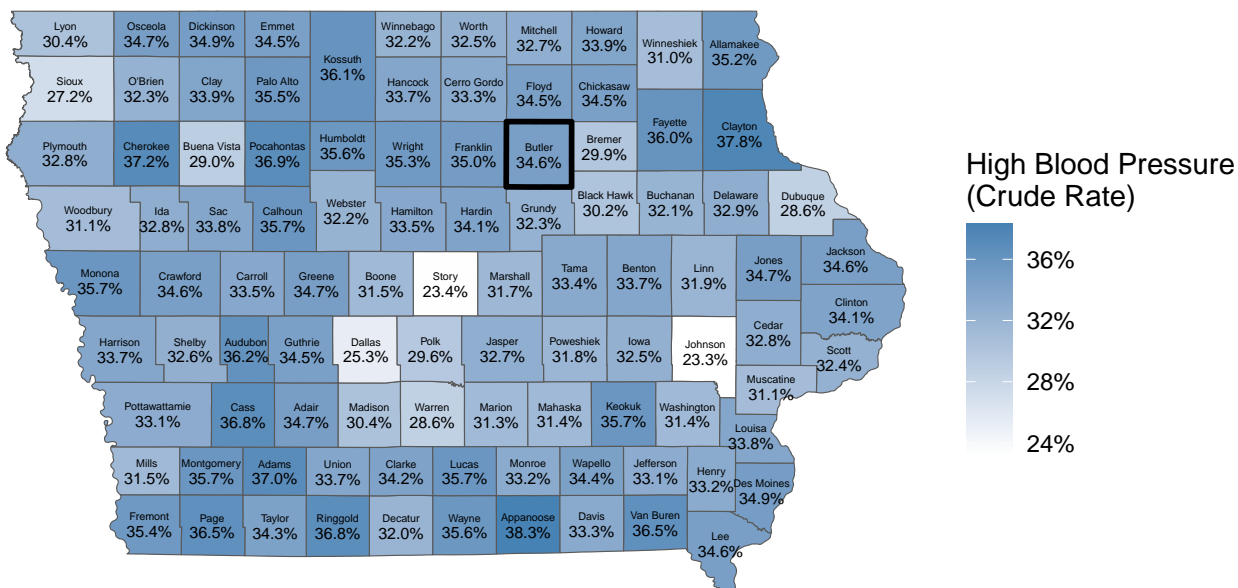 Lyon
30.4%
Osceola
34.7%
Dickinson
34.9%
Emmet
34.5%
Kossuth
36.1%
Winnebago
32.2%
Worth
32.5%
Mitchell
32.7%
Howard
33.9%
Winneshiek
31.0%
Allamakee
35.2%
Sioux
27.2%
O'Brien
32.3%
Clay
33.9%
Palo Alto
35.5%
Hancock
33.7%
Cerro Gordo
33.3%
Floyd
34.5%
Chickasaw
34.5%
Fayette
36.0%
Clayton
37.8%
Plymouth
32.8%
Cherokee
37.2%
Buena Vista
29.0%
Pocahontas
36.9%
Humboldt
35.6%
Wright
35.3%
Franklin
35.0%
Butler
34.6%
Bremer
29.9%
Woodbury
31.1%
Ida
32.8%
Sac
33.8%
Calhoun
35.7%
Webster
32.2%
Hamilton
33.5%
Hardin
34.1%
Grundy
32.3%
Black Hawk
30.2%
Buchanan
32.1%
Delaware
32.9%
Dubuque
28.6%
Monona
35.7%
Crawford
34.6%
Carroll
33.5%
Greene
34.7%
Boone
31.5%
Story
23.4%
Marshall
31.7%
Tama
33.4%
Benton
33.7%
Linn
31.9%
Jones
34.7%
Jackson
34.6%
Clinton
34.1%
Harrison
33.7%
Shelby
32.6%
Audubon
36.2%
Guthrie
34.5%
Dallas
25.3%
Polk
29.6%
Jasper
32.7%
Poweshiek
31.8%
Iowa
32.5%
Johnson
23.3%
Cedar
32.8%
Scott
32.4%
Muscatine
31.1%
Pottawattamie
33.1%
Cass
36.8%
Adair
34.7%
Madison
30.4%
Warren
28.6%
Marion
31.3%
Mahaska
31.4%
Keokuk
35.7%
Washington
31.4%
Louisa
33.8%
Mills
31.5%
Montgomery
35.7%
Adams
37.0%
Union
33.7%
Clarke
34.2%
Lucas
35.7%
Monroe
33.2%
Wapello
34.4%
Jefferson
33.1%
Henry
33.2%
Des Moines
34.9%
Fremont
35.4%
Page
36.5%
Taylor
34.3%
Ringgold
36.8%
Decatur
32.0%
Wayne
35.6%
Appanoose
38.3%
Davis
33.3%
Van Buren
36.5%
Lee
34.6%
High Blood Pressure
(Crude Rate)
36%
32%
28%
24%